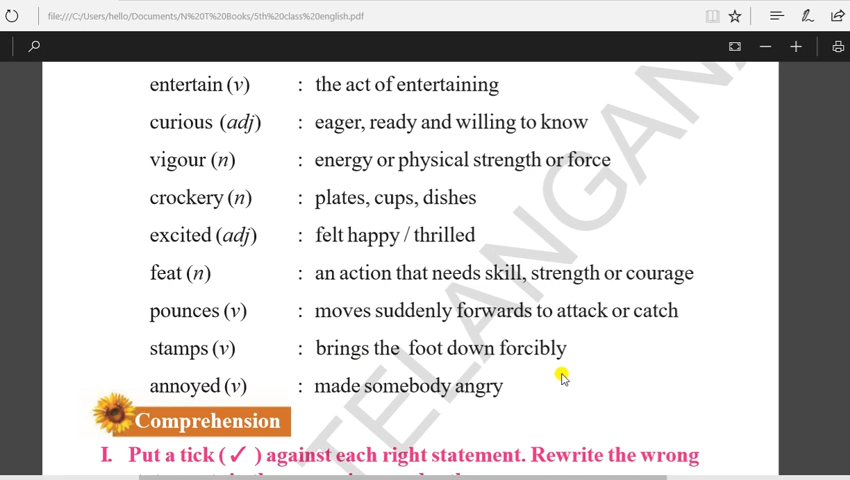 file:///C:/Users/hello/Documents/N%20T%20Books/5th%20class%20english.pdf
entertain (v) : the act of entertaining
curious (adj) : eager, ready and willing to know
vigour (n) : energy or physical strength or force
crockery (n) : plates, cups, dishes
excited (adj) : felt happy / thrilled
feat (n) : an action that needs skill, strength or courage
pounces (v) : moves suddenly forwards to attack or catch
stamps (v) : brings the foot down forcibly
annoyed (v) : made somebody angry
Comprehension
I. Put a tick ( ✓ ) against each right statement. Rewrite the wrong
TELANGANA